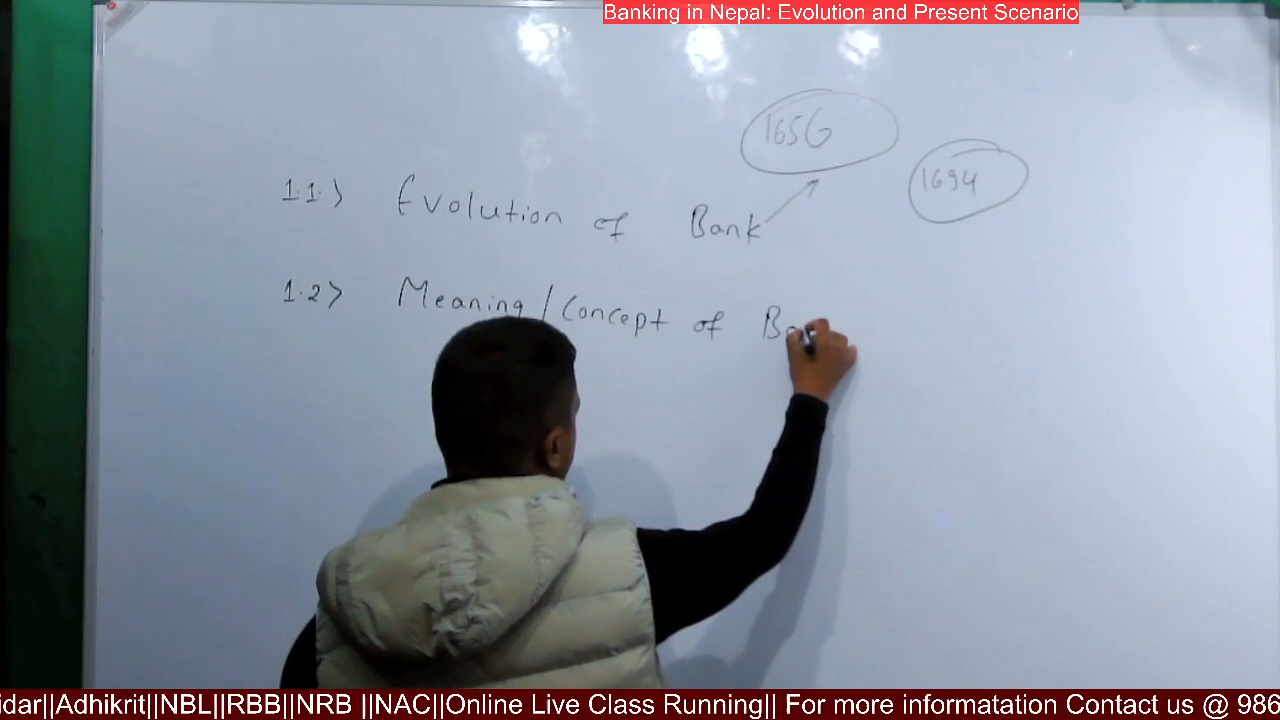 Banking in Nepal: Evolution and Present Scenario
1656
1694
1.1> Evolution of Bank
1.2> Meaning/Concept of Ba
idar||Adhikrit||NBL||RBB||NRB ||NAC||Online Live Class Running|| For more informatation Contact us @ 986